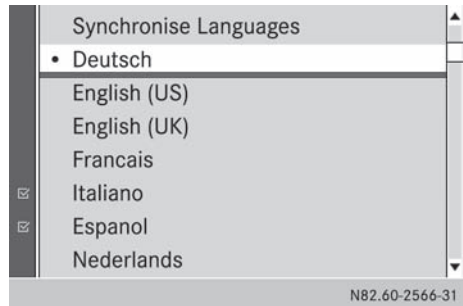 Synchronise Languages
• Deutsch
English (US)
English (UK)
Francais
Italiano
Espanol
Nederlands
N82.60-2566-31